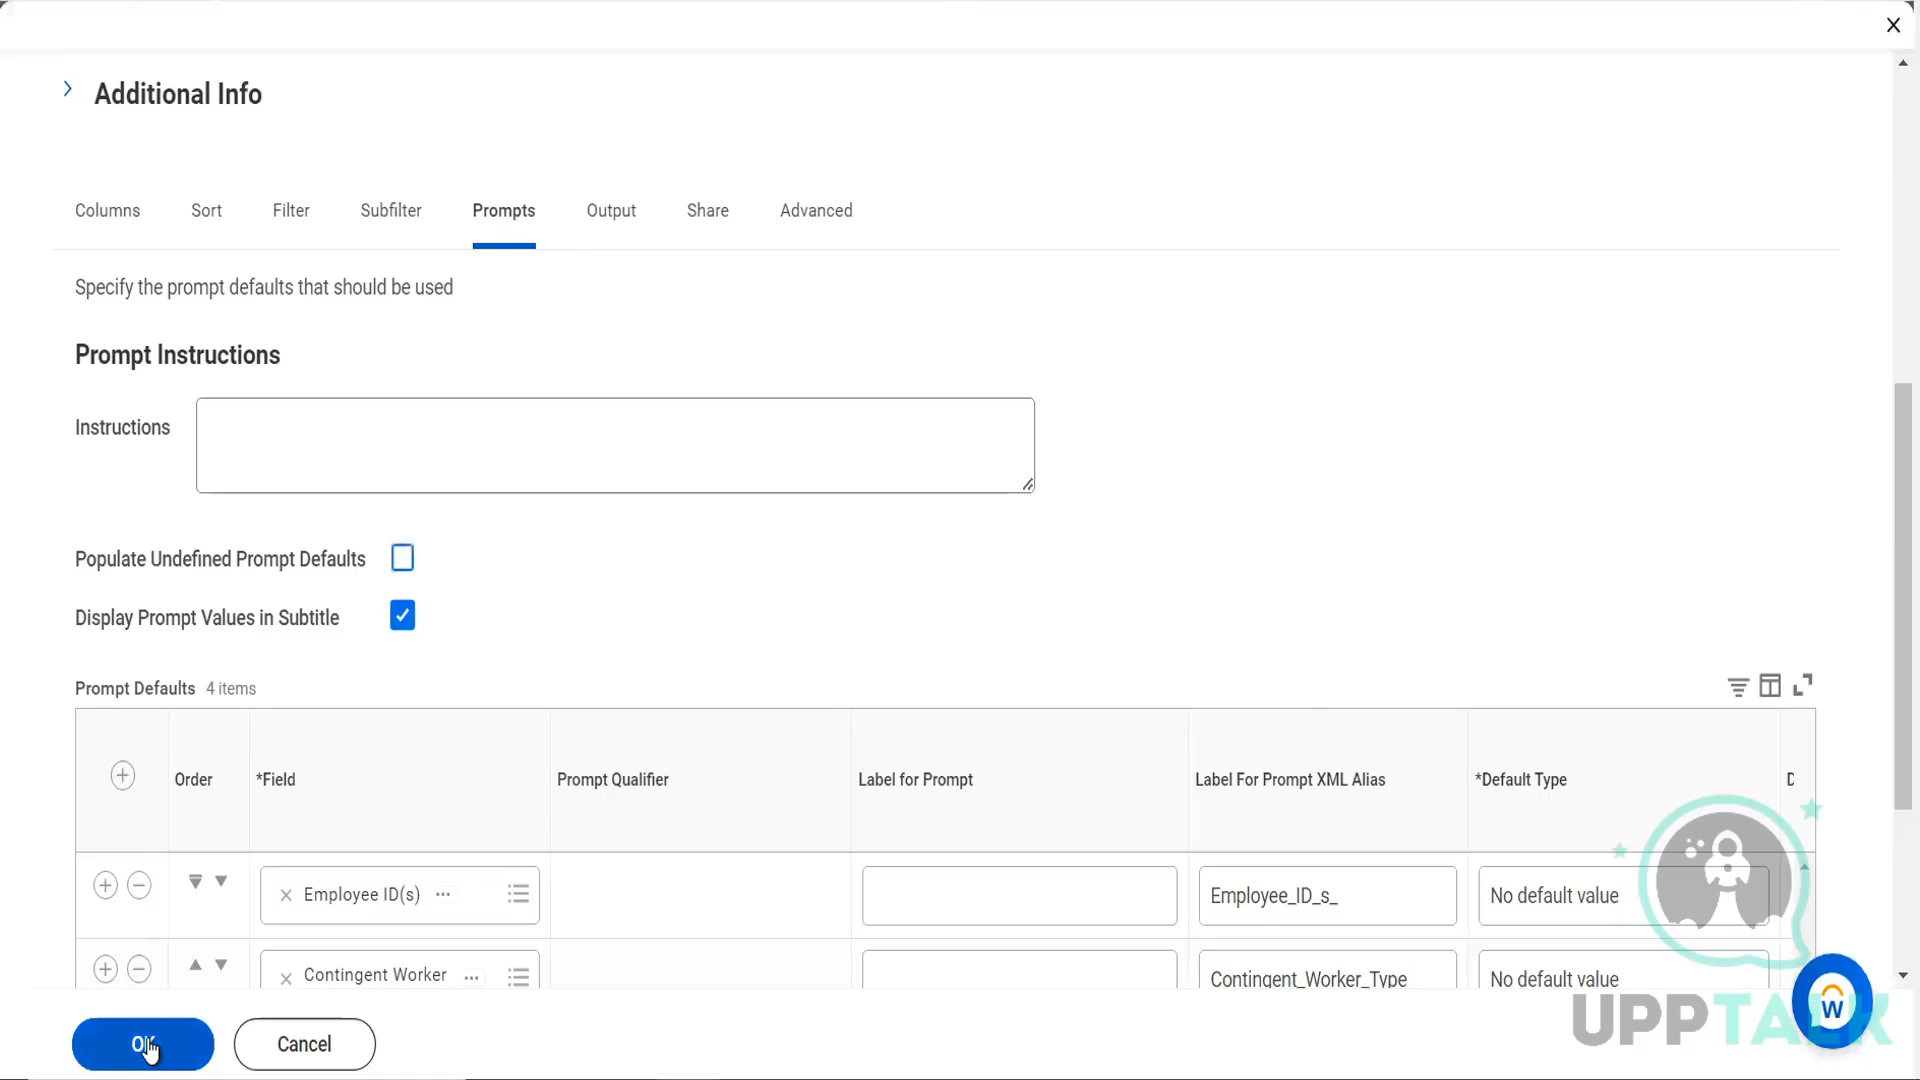 X
Additional Info
Columns Sort Filter Subfilter Prompts Output Share Advanced
Specify the prompt defaults that should be used
Prompt Instructions
Instructions
Populate Undefined Prompt Defaults
Display Prompt Values in Subtitle
Prompt Defaults 4 items
Order *Field Prompt Qualifier Label for Prompt Label For Prompt XML Alias *Default Type
Employee ID(s) ... Employee_ID_s_ No default value
Contingent Worker ... Contingent_Worker_Type No default value
UPPTALK
W
OK Cancel